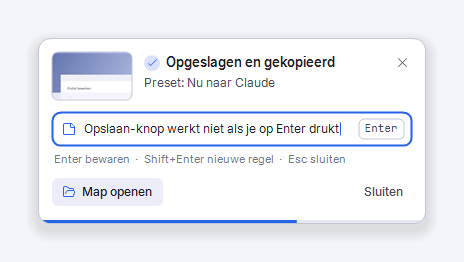 Opgeslagen en gekopieerd
Preset: Nu naar Claude
Opslaan-knop werkt niet als je op Enter drukt
Enter
Enter bewaren · Shift+Enter nieuwe regel · Esc sluiten
Map openen
Sluiten